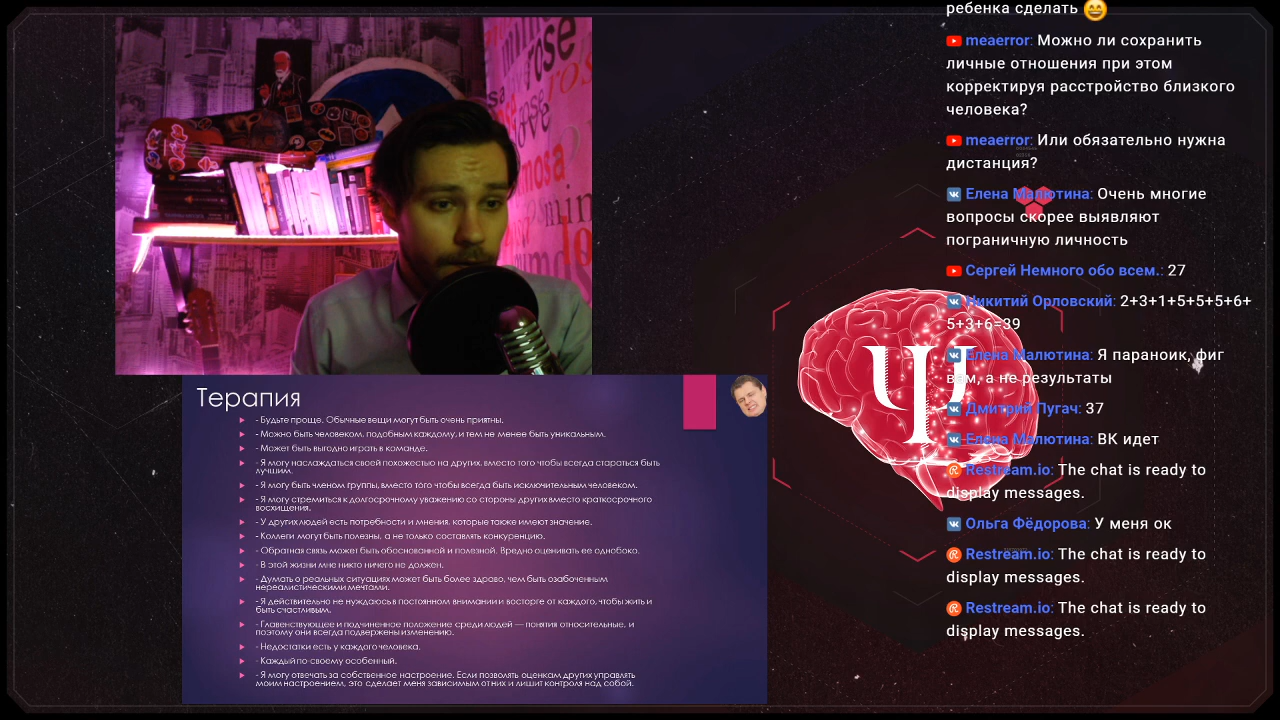 Терапия
- Будьте проще. Обычные вещи могут быть очень приятны.
- Можно быть человеком, подобным каждому, и тем не менее быть уникальным.
- Может быть выгодно играть в команде.
- Я могу наслаждаться своей похожестью на других, вместо того чтобы всегда стараться быть
лучшим.
- Я могу быть членом группы, вместо того чтобы всегда быть исключительным человеком.
- Я могу стремиться к долгосрочному уважению со стороны других вместо краткосрочного
восхищения.
- У других людей есть потребности и мнения, которые также имеют значение.
- Коллеги могут быть полезны, а не только составлять конкуренцию.
- Обратная связь может быть обоснованной и полезной. Вредно оценивать ее однобоко.
- В этой жизни мне никто ничего не должен.
- Думать о реальных ситуациях может быть более здраво, чем быть озабоченным
нереалистическими мечтами.
- Я действительно не нуждаюсь в постоянном внимании и восторге от каждого, чтобы жить и
быть счастливым.
- Главенствующее и подчиненное положение среди людей — понятия относительные, и
поэтому они всегда подвержены изменению.
- Недостатки есть у каждого человека.
- Каждый по-своему особенный.
- Я могу отвечать за собственное настроение. Если позволять оценкам других управлять
моим настроением, это сделает меня зависимым от них и лишит контроля над собой.
Ψ
ребенка сделать 😄
meaerror: Можно ли сохранить
личные отношения при этом
корректируя расстройство близкого
человека?
meaerror: Или обязательно нужна
дистанция?
Елена Малютина: Очень многие
вопросы скорее выявляют
пограничную личность
Сергей Немного обо всем.: 27
Никитий Орловский: 2+3+1+5+5+5+6+
5+3+6=39
Елена Малютина: Я параноик, фиг
вам, а не результаты
Дмитрий Пугач: 37
Елена Малютина: ВК идет
Restream.io: The chat is ready to
display messages.
Ольга Фёдорова: У меня ок
Restream.io: The chat is ready to
display messages.
Restream.io: The chat is ready to
display messages.